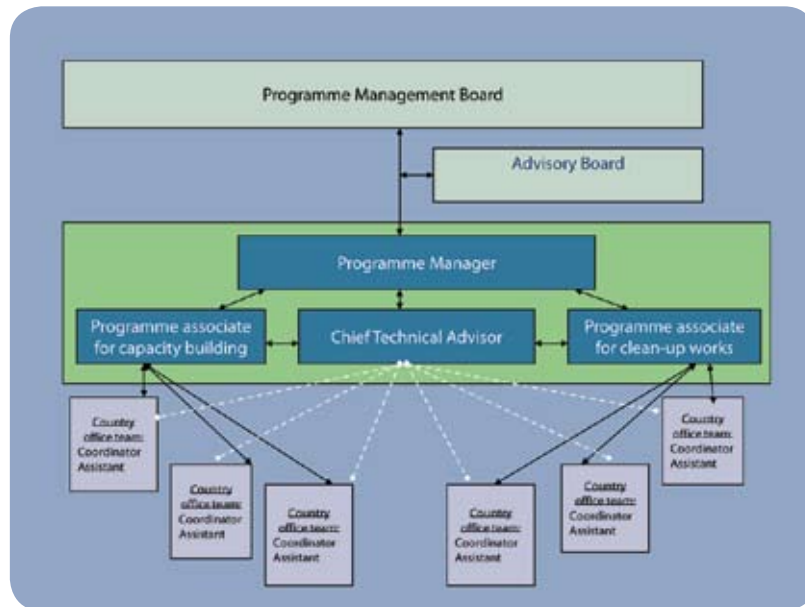 Programme Management Board
Advisory Board
Programme Manager
Programme associate
for capacity building
Chief Technical Advisor
Programme associate
for clean-up works
Country
office team:
Coordinator
Assistant
Country
office team:
Coordinator
Assistant
Country
office team:
Coordinator
Assistant
Country
office team:
Coordinator
Assistant
Country
office team:
Coordinator
Assistant
Country
office team:
Coordinator
Assistant